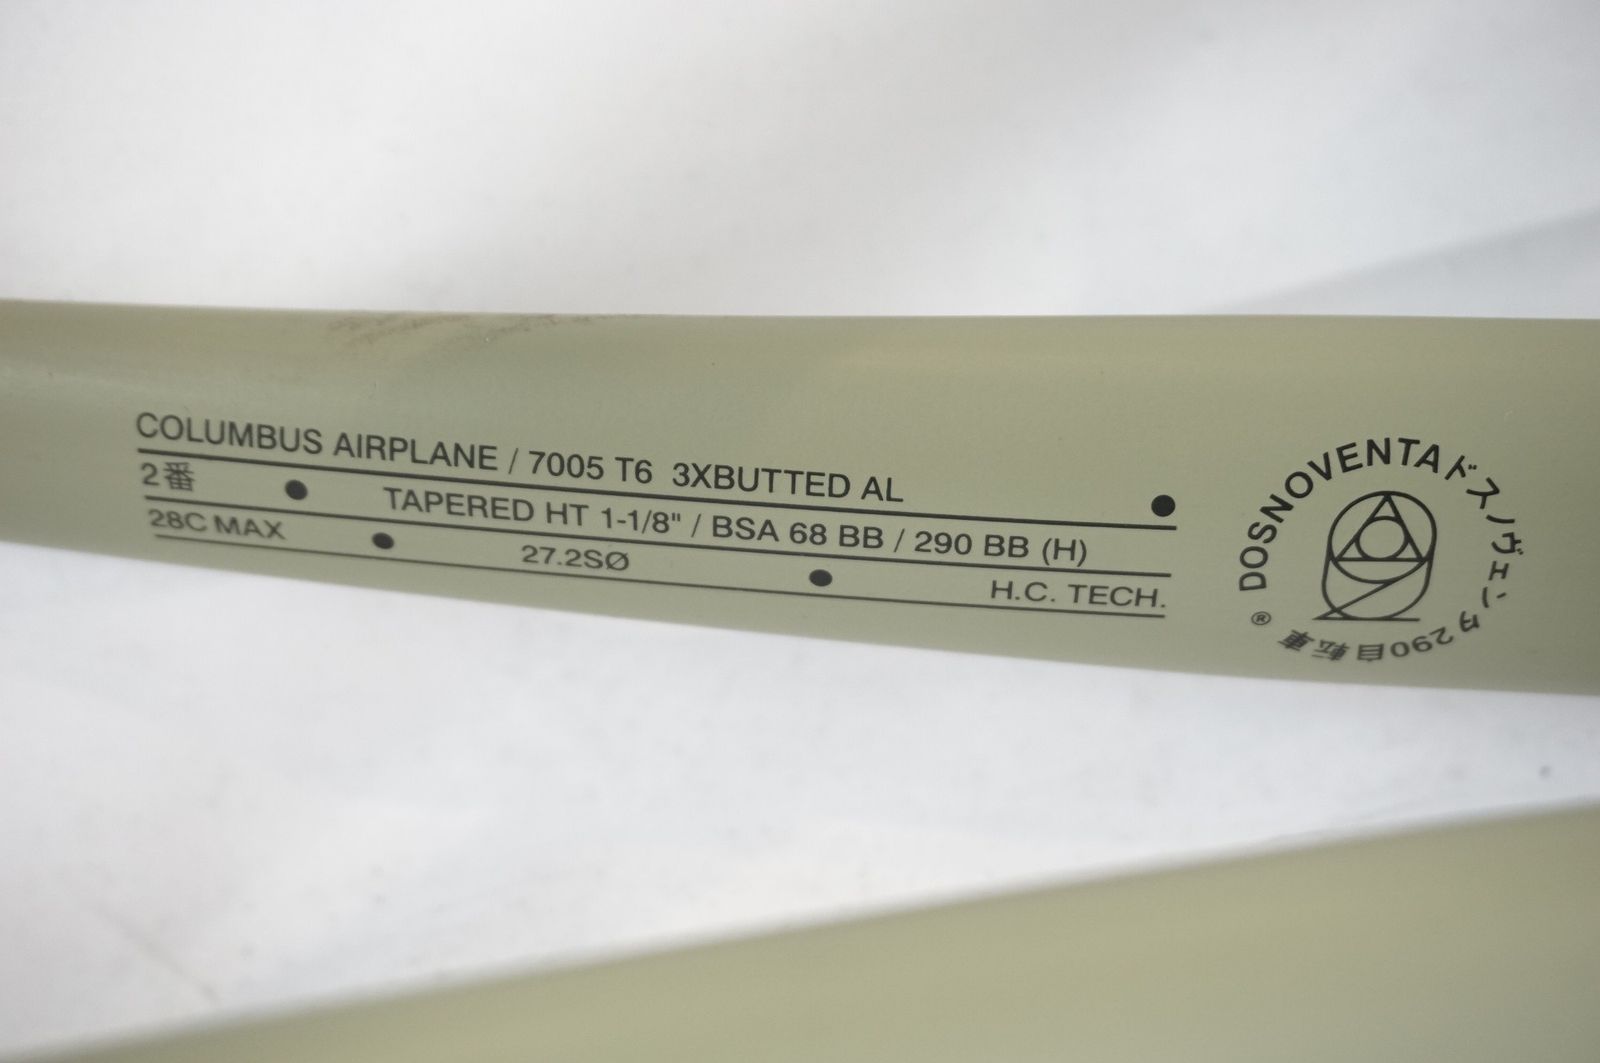 COLUMBUS AIRPLANE / 7005 T6 3XBUTTED AL
2番 ● TAPERED HT 1-1/8" / BSA 68 BB / 290 BB (H) ●
28C MAX ● 27.2SØ ● H.C. TECH.
DOSNOVENTAドスノヴェンタ290自転車®